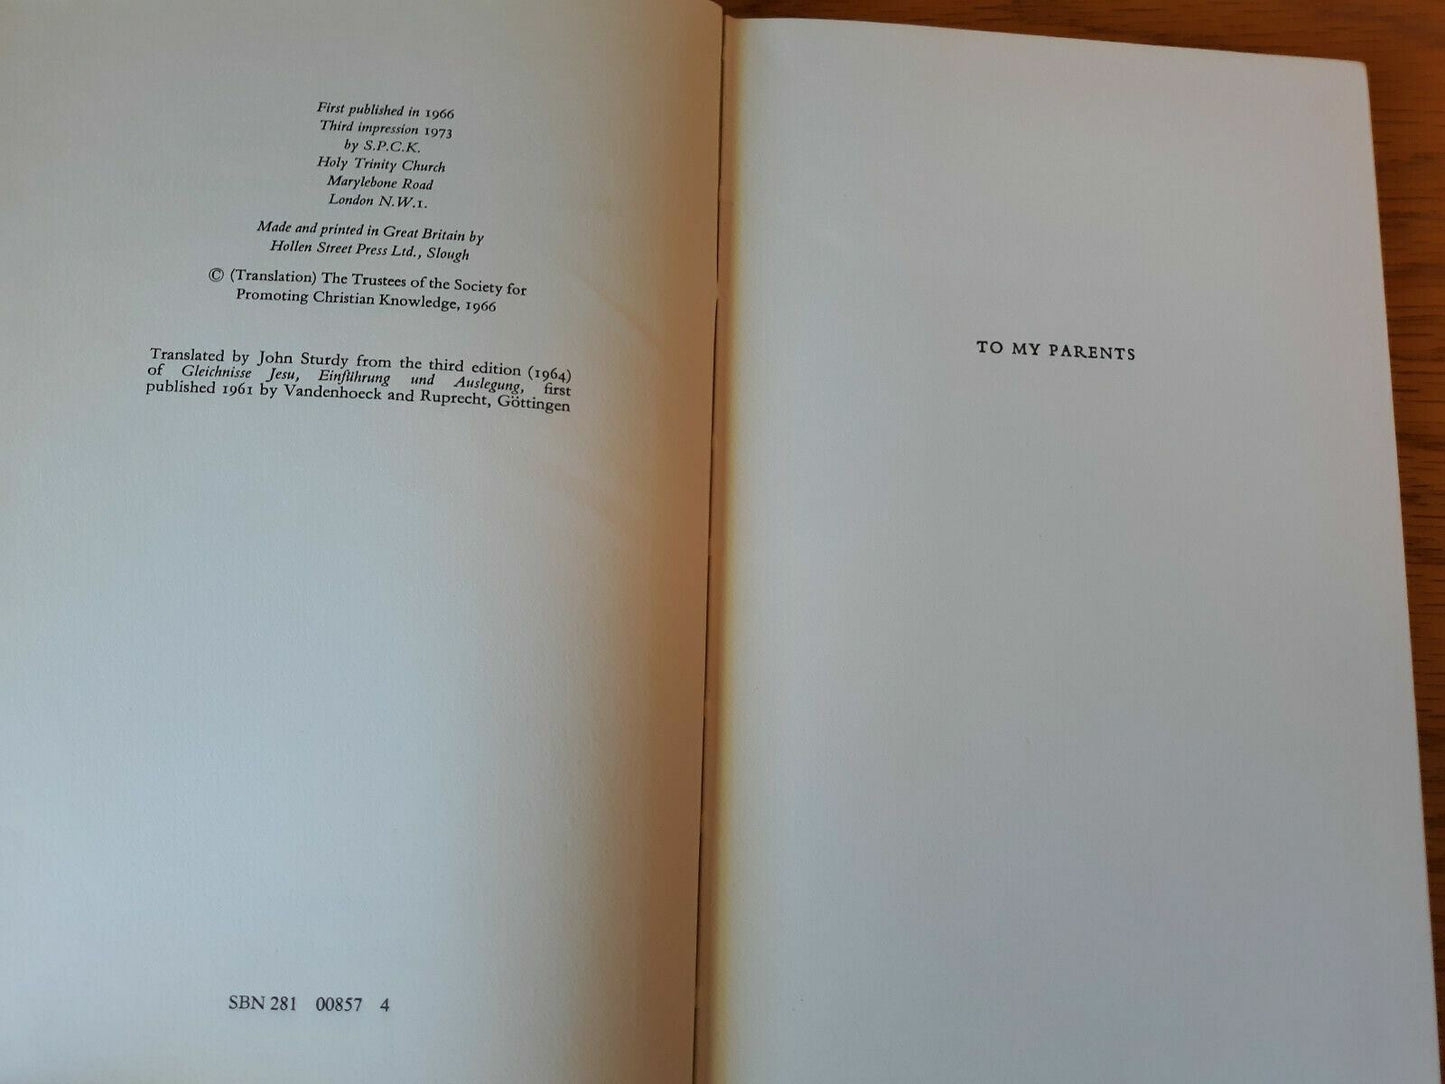 First published in 1966
Third impression 1973
by S.P.C.K.
Holy Trinity Church
Marylebone Road
London N.W.1.
Made and printed in Great Britain by
Hollen Street Press Ltd., Slough
© (Translation) The Trustees of the Society for
Promoting Christian Knowledge, 1966
Translated by John Sturdy from the third edition (1964)
of Gleichnisse Jesu, Einführung und Auslegung, first
published 1961 by Vandenhoeck and Ruprecht, Göttingen
SBN 281 00857 4
TO MY PARENTS